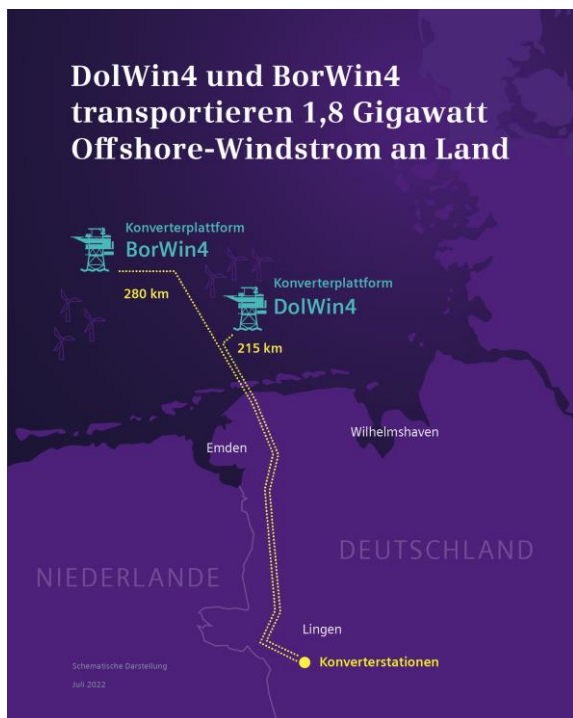 DolWin4 und BorWin4
transportieren 1,8 Gigawatt
Offshore-Windstrom an Land
Konverterplattform
BorWin4
Konverterplattform
DolWin4
280 km
215 km
Wilhelmshaven
Emden
DEUTSCHLAND
NIEDERLANDE
Lingen
Konverterstationen
Schematische Darstellung
Juli 2022